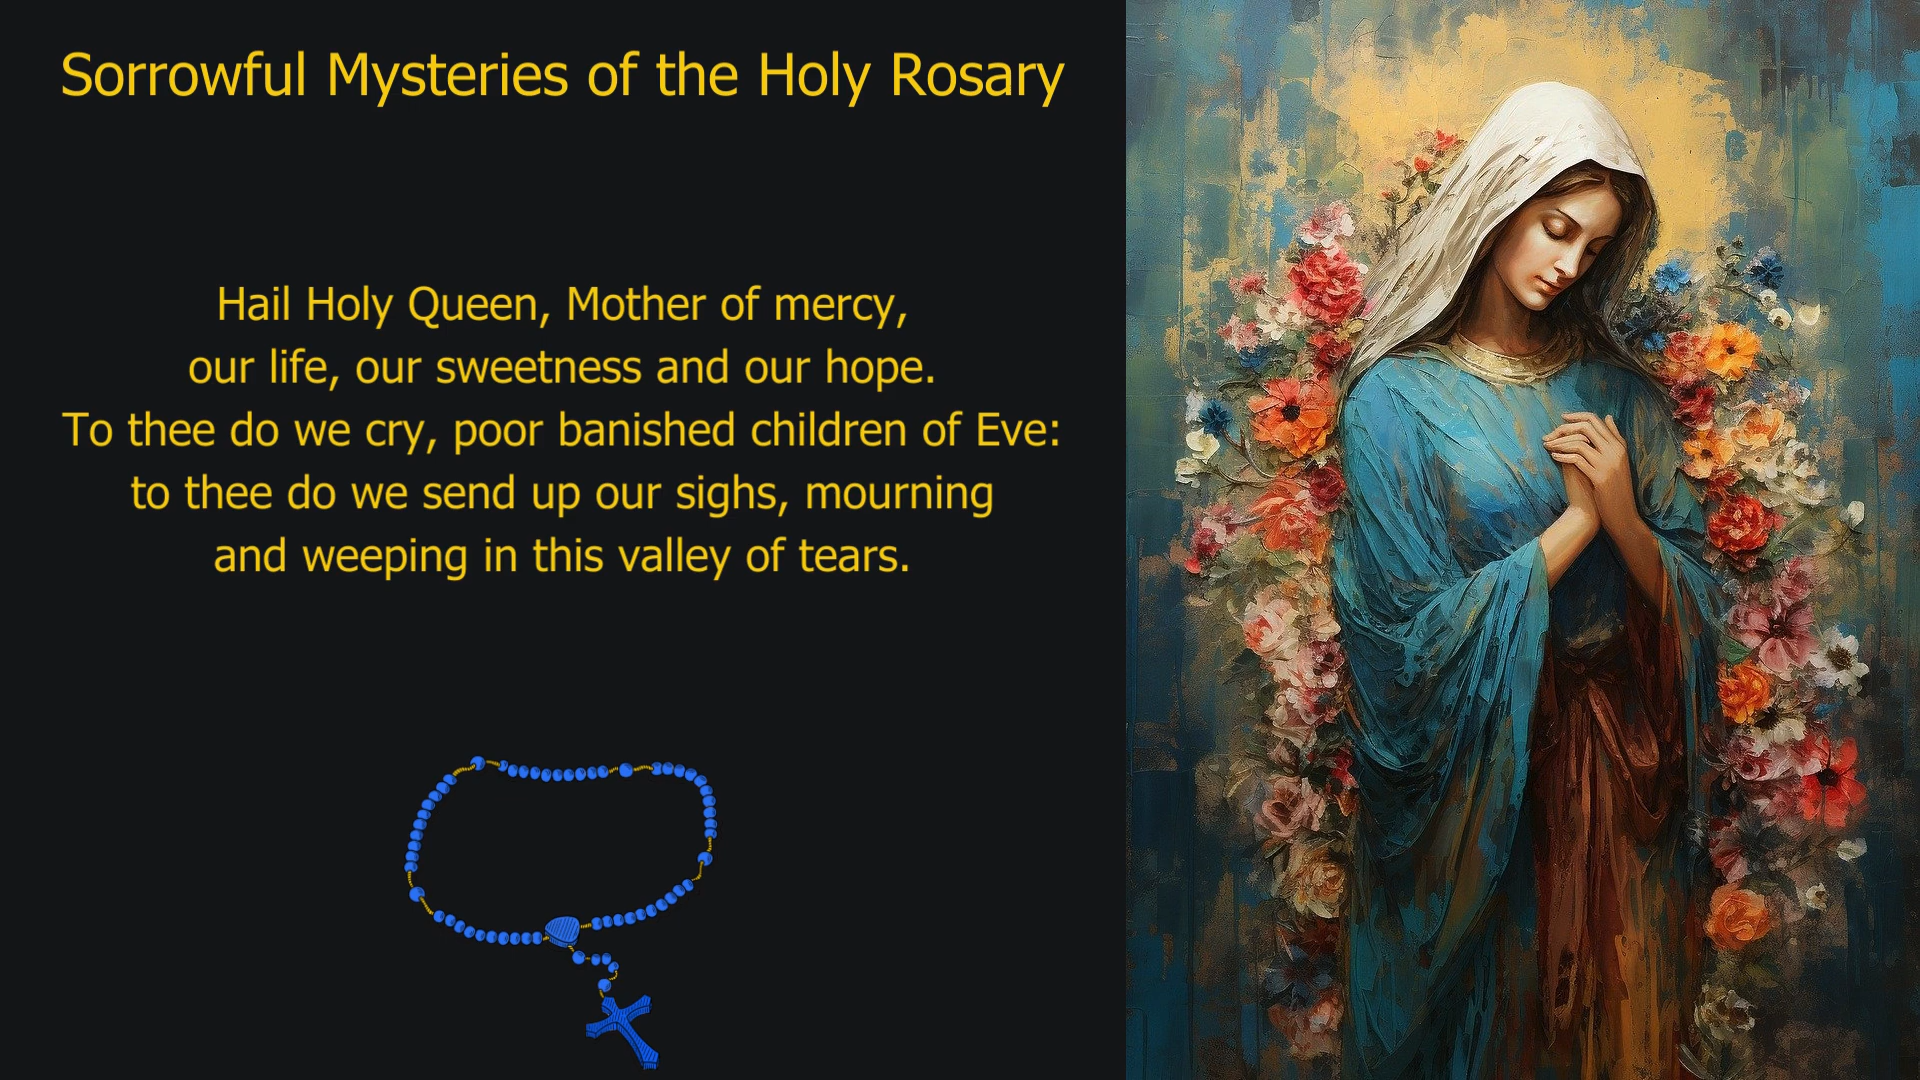 Sorrowful Mysteries of the Holy Rosary
Hail Holy Queen, Mother of mercy,
our life, our sweetness and our hope.
To thee do we cry, poor banished children of Eve:
to thee do we send up our sighs, mourning
and weeping in this valley of tears.